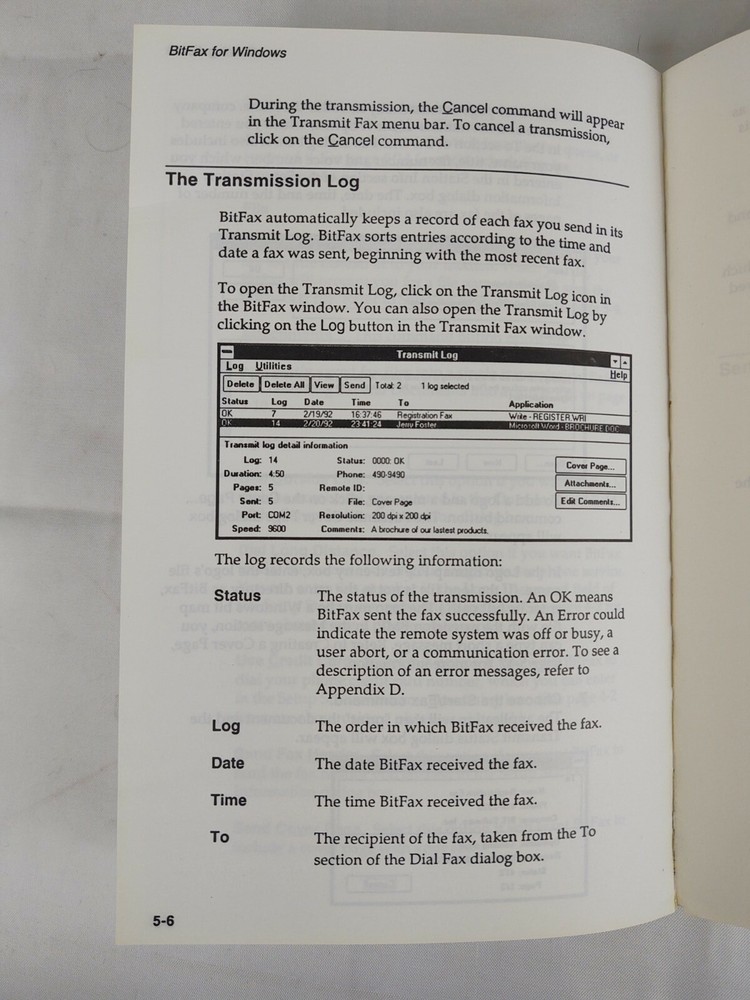 BitFax for Windows
During the transmission, the Cancel command will appear
in the Transmit Fax menu bar. To cancel a transmission,
click on the Cancel command.
The Transmission Log
BitFax automatically keeps a record of each fax you send in its
Transmit Log. BitFax sorts entries according to the time and
date a fax was sent, beginning with the most recent fax.
To open the Transmit Log, click on the Transmit Log icon in
the BitFax window. You can also open the Transmit Log by
clicking on the Log button in the Transmit Fax window.
Transmit Log
Log Utilities Help
Delete Delete All View Send Total: 2 1 log selected
Status Log Date Time To Application
OK 7 2/19/92 16:37:46 Registration Fax Write - REGISTER.WRI
OK 14 2/20/92 23:41:24 Jerry Foster Microsoft Word - BROCHURE.DOC
Transmit log detail information
Log: 14 Status: 0000: OK Cover Page...
Duration: 4:50 Phone: 490-9490
Pages: 5 Remote ID: Attachments...
Sent: 5 File: Cover Page Edit Comments...
Port: COM2 Resolution: 200 dpi x 200 dpi
Speed: 9600 Comments: A brochure of our lastest products.
The log records the following information:
Status The status of the transmission. An OK means
BitFax sent the fax successfully. An Error could
indicate the remote system was off or busy, a
user abort, or a communication error. To see a
description of an error messages, refer to
Appendix D.
Log The order in which BitFax received the fax.
Date The date BitFax received the fax.
Time The time BitFax received the fax.
To The recipient of the fax, taken from the To
section of the Dial Fax dialog box.
5-6